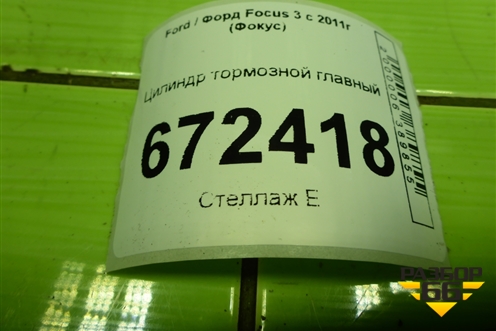 Ford / Форд Focus 3 с 2011г
(Фокус)
Цилиндр тормозной главный
672418
Стеллаж Е
РАЗБОР
66